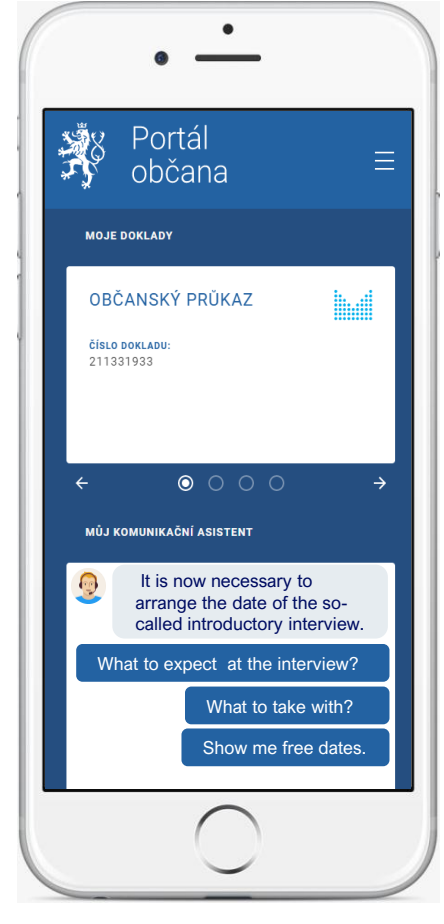 Portál
občana
MOJE DOKLADY
OBČANSKÝ PRŮKAZ
ČÍSLO DOKLADU:
211331933
MŮJ KOMUNIKAČNÍ ASISTENT
It is now necessary to
arrange the date of the so-
called introductory interview.
What to expect at the interview?
What to take with?
Show me free dates.